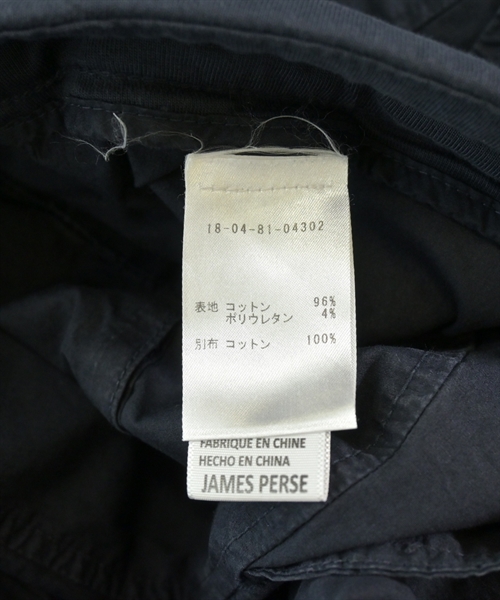 18-04-81-04302
表地 コットン 96%
ポリウレタン 4%
別布 コットン 100%
FABRIQUE EN CHINE
HECHO EN CHINA
JAMES PERSE